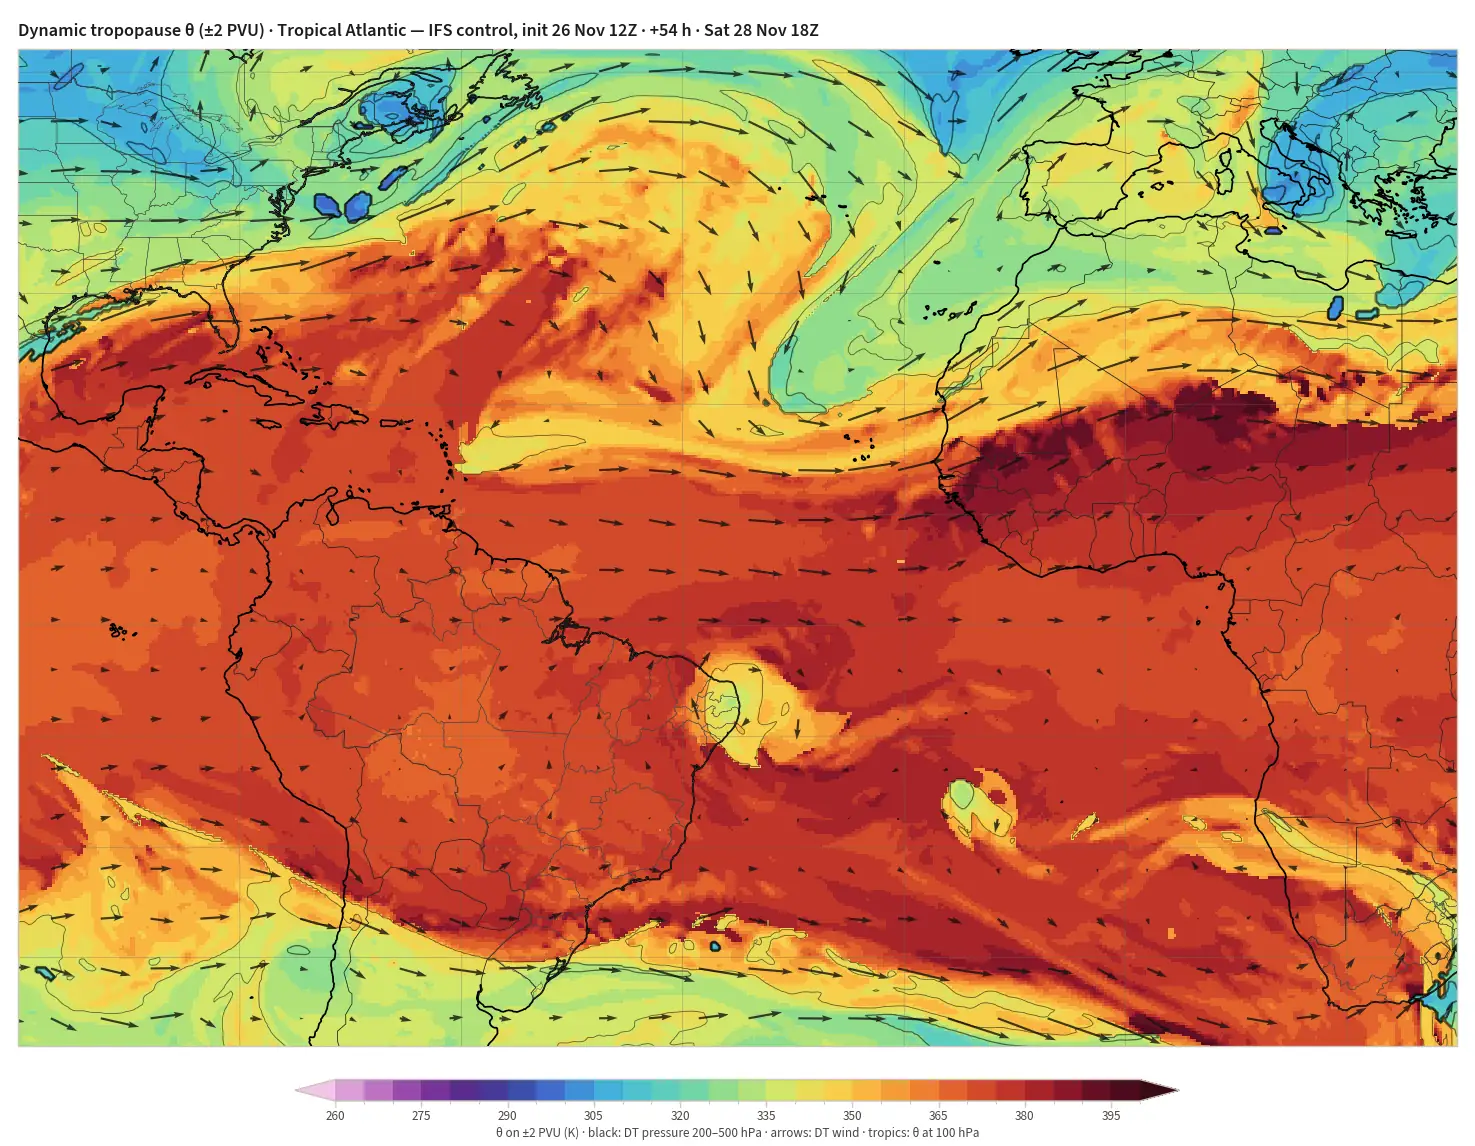 Dynamic tropopause θ (±2 PVU) · Tropical Atlantic — IFS control, init 26 Nov 12Z · +54 h · Sat 28 Nov 18Z
260 275 290 305 320 335 350 365 380 395
θ on ±2 PVU (K) · black: DT pressure 200–500 hPa · arrows: DT wind · tropics: θ at 100 hPa